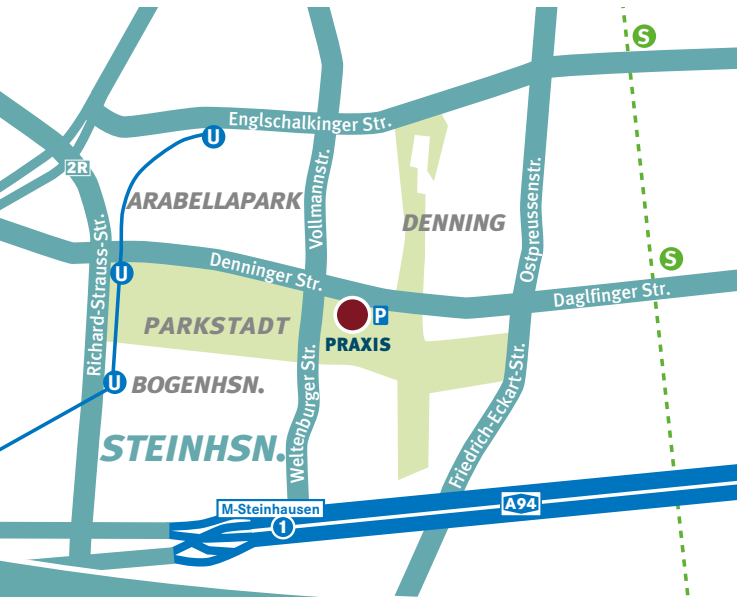 S
Englschalkinger Str.
U
2R
Vollmannstr.
Ostpreussenstr.
ARABELLAPARK
DENNING
Richard-Strauss-Str.
Denninger Str.
S
U
Daglfinger Str.
P
PARKSTADT
PRAXIS
U
BOGENHSN.
Weltenburger Str.
Friedrich-Eckart-Str.
STEINHSN.
A94
M-Steinhausen
1